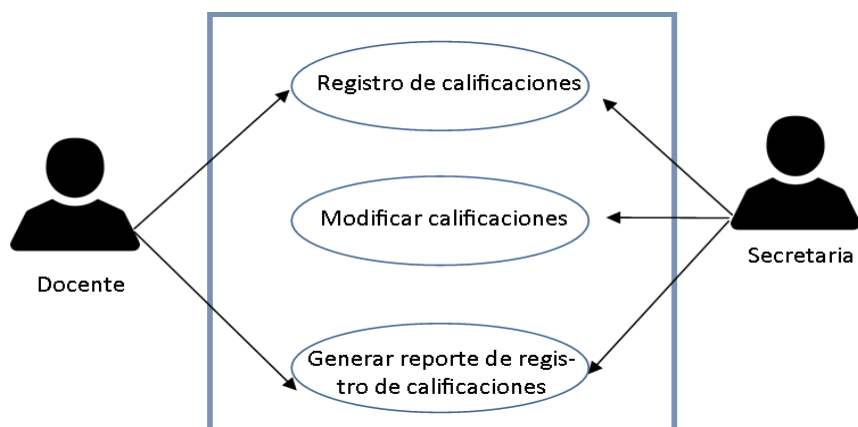 Registro de calificaciones
Modificar calificaciones
Docente
Secretaria
Generar reporte de regis-
tro de calificaciones